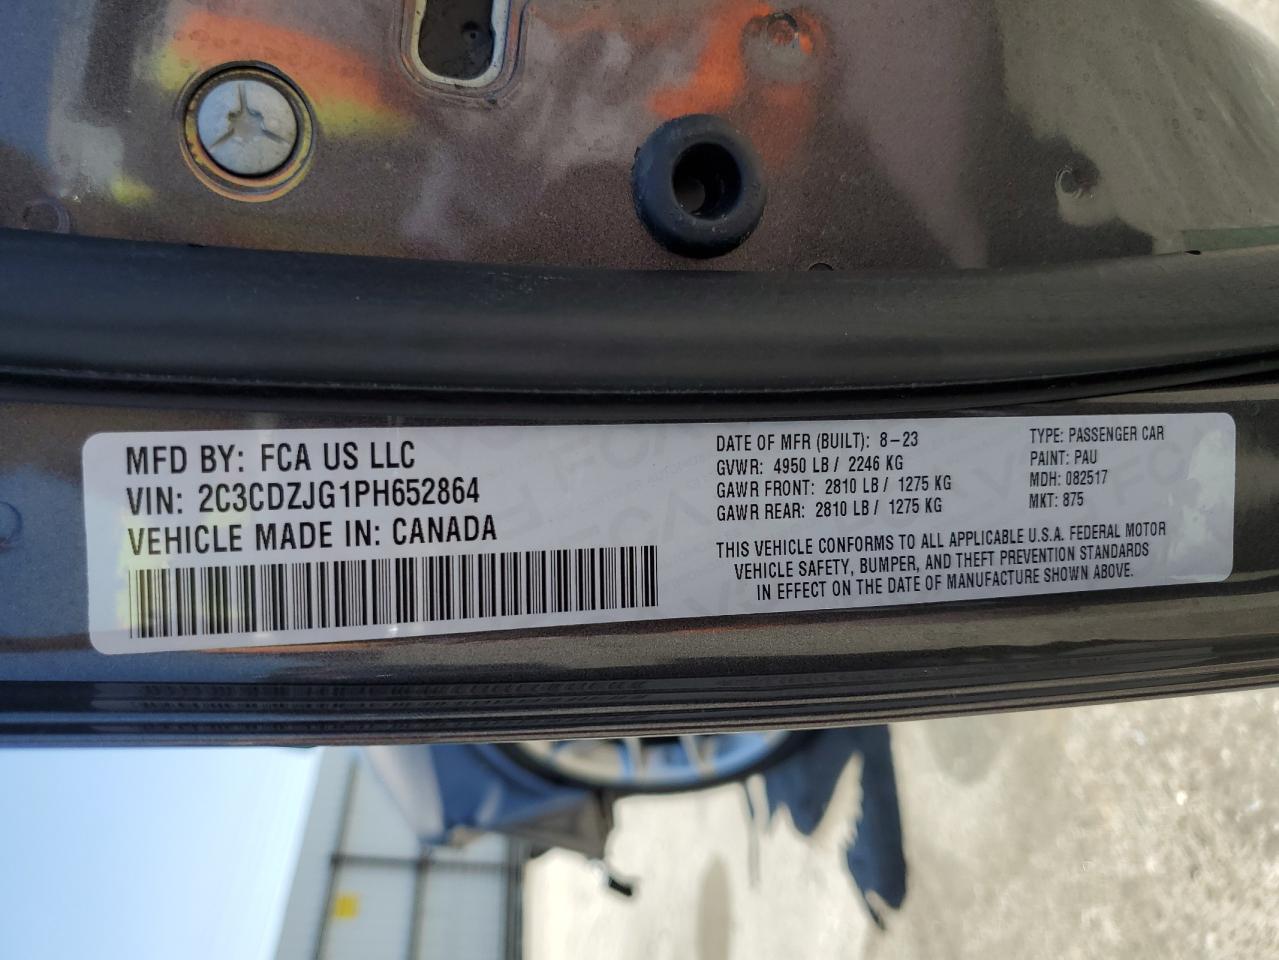 MFD BY: FCA US LLC
VIN: 2C3CDZJG1PH652864
VEHICLE MADE IN: CANADA
DATE OF MFR (BUILT): 8-23
GVWR: 4950 LB / 2246 KG
GAWR FRONT: 2810 LB / 1275 KG
GAWR REAR: 2810 LB / 1275 KG
TYPE: PASSENGER CAR
PAINT: PAU
MDH: 082517
MKT: 875
THIS VEHICLE CONFORMS TO ALL APPLICABLE U.S.A. FEDERAL MOTOR
VEHICLE SAFETY, BUMPER, AND THEFT PREVENTION STANDARDS
IN EFFECT ON THE DATE OF MANUFACTURE SHOWN ABOVE.